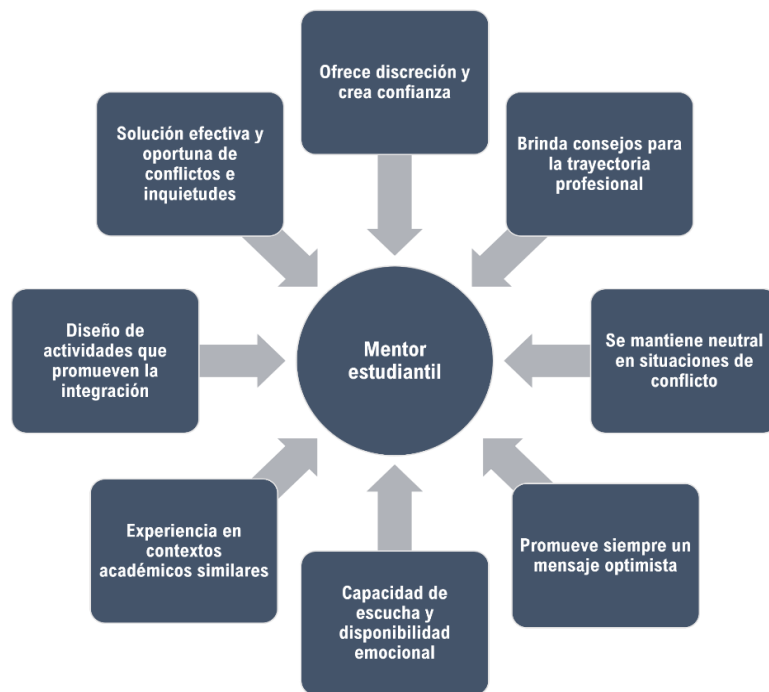 Ofrece discreción y
crea confianza
Brinda consejos para
la trayectoria
profesional
Se mantiene neutral
en situaciones de
conflicto
Promueve siempre un
mensaje optimista
Capacidad de
escucha y
disponibilidad
emocional
Experiencia en
contextos
académicos similares
Diseño de
actividades que
promueven la
integración
Solución efectiva y
oportuna de
conflictos e
inquietudes
Mentor
estudiantil